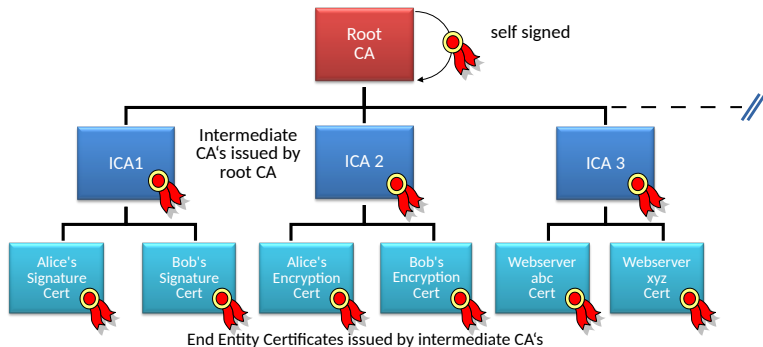 Root
CA
self signed
Intermediate
CA‘s issued by
root CA
ICA1
ICA 2
ICA 3
Alice's
Signature
Cert
Bob's
Signature
Cert
Alice's
Encryption
Cert
Bob's
Encryption
Cert
Webserver
abc
Cert
Webserver
xyz
Cert
End Entity Certificates issued by intermediate CA‘s